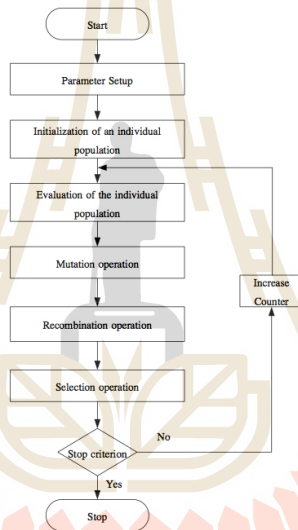 Start
Parameter Setup
Initialization of an individual
population
Evaluation of the individual
population
Mutation operation
Increase
Counter
Recombination operation
Selection operation
No
Stop criterion
Yes
Stop